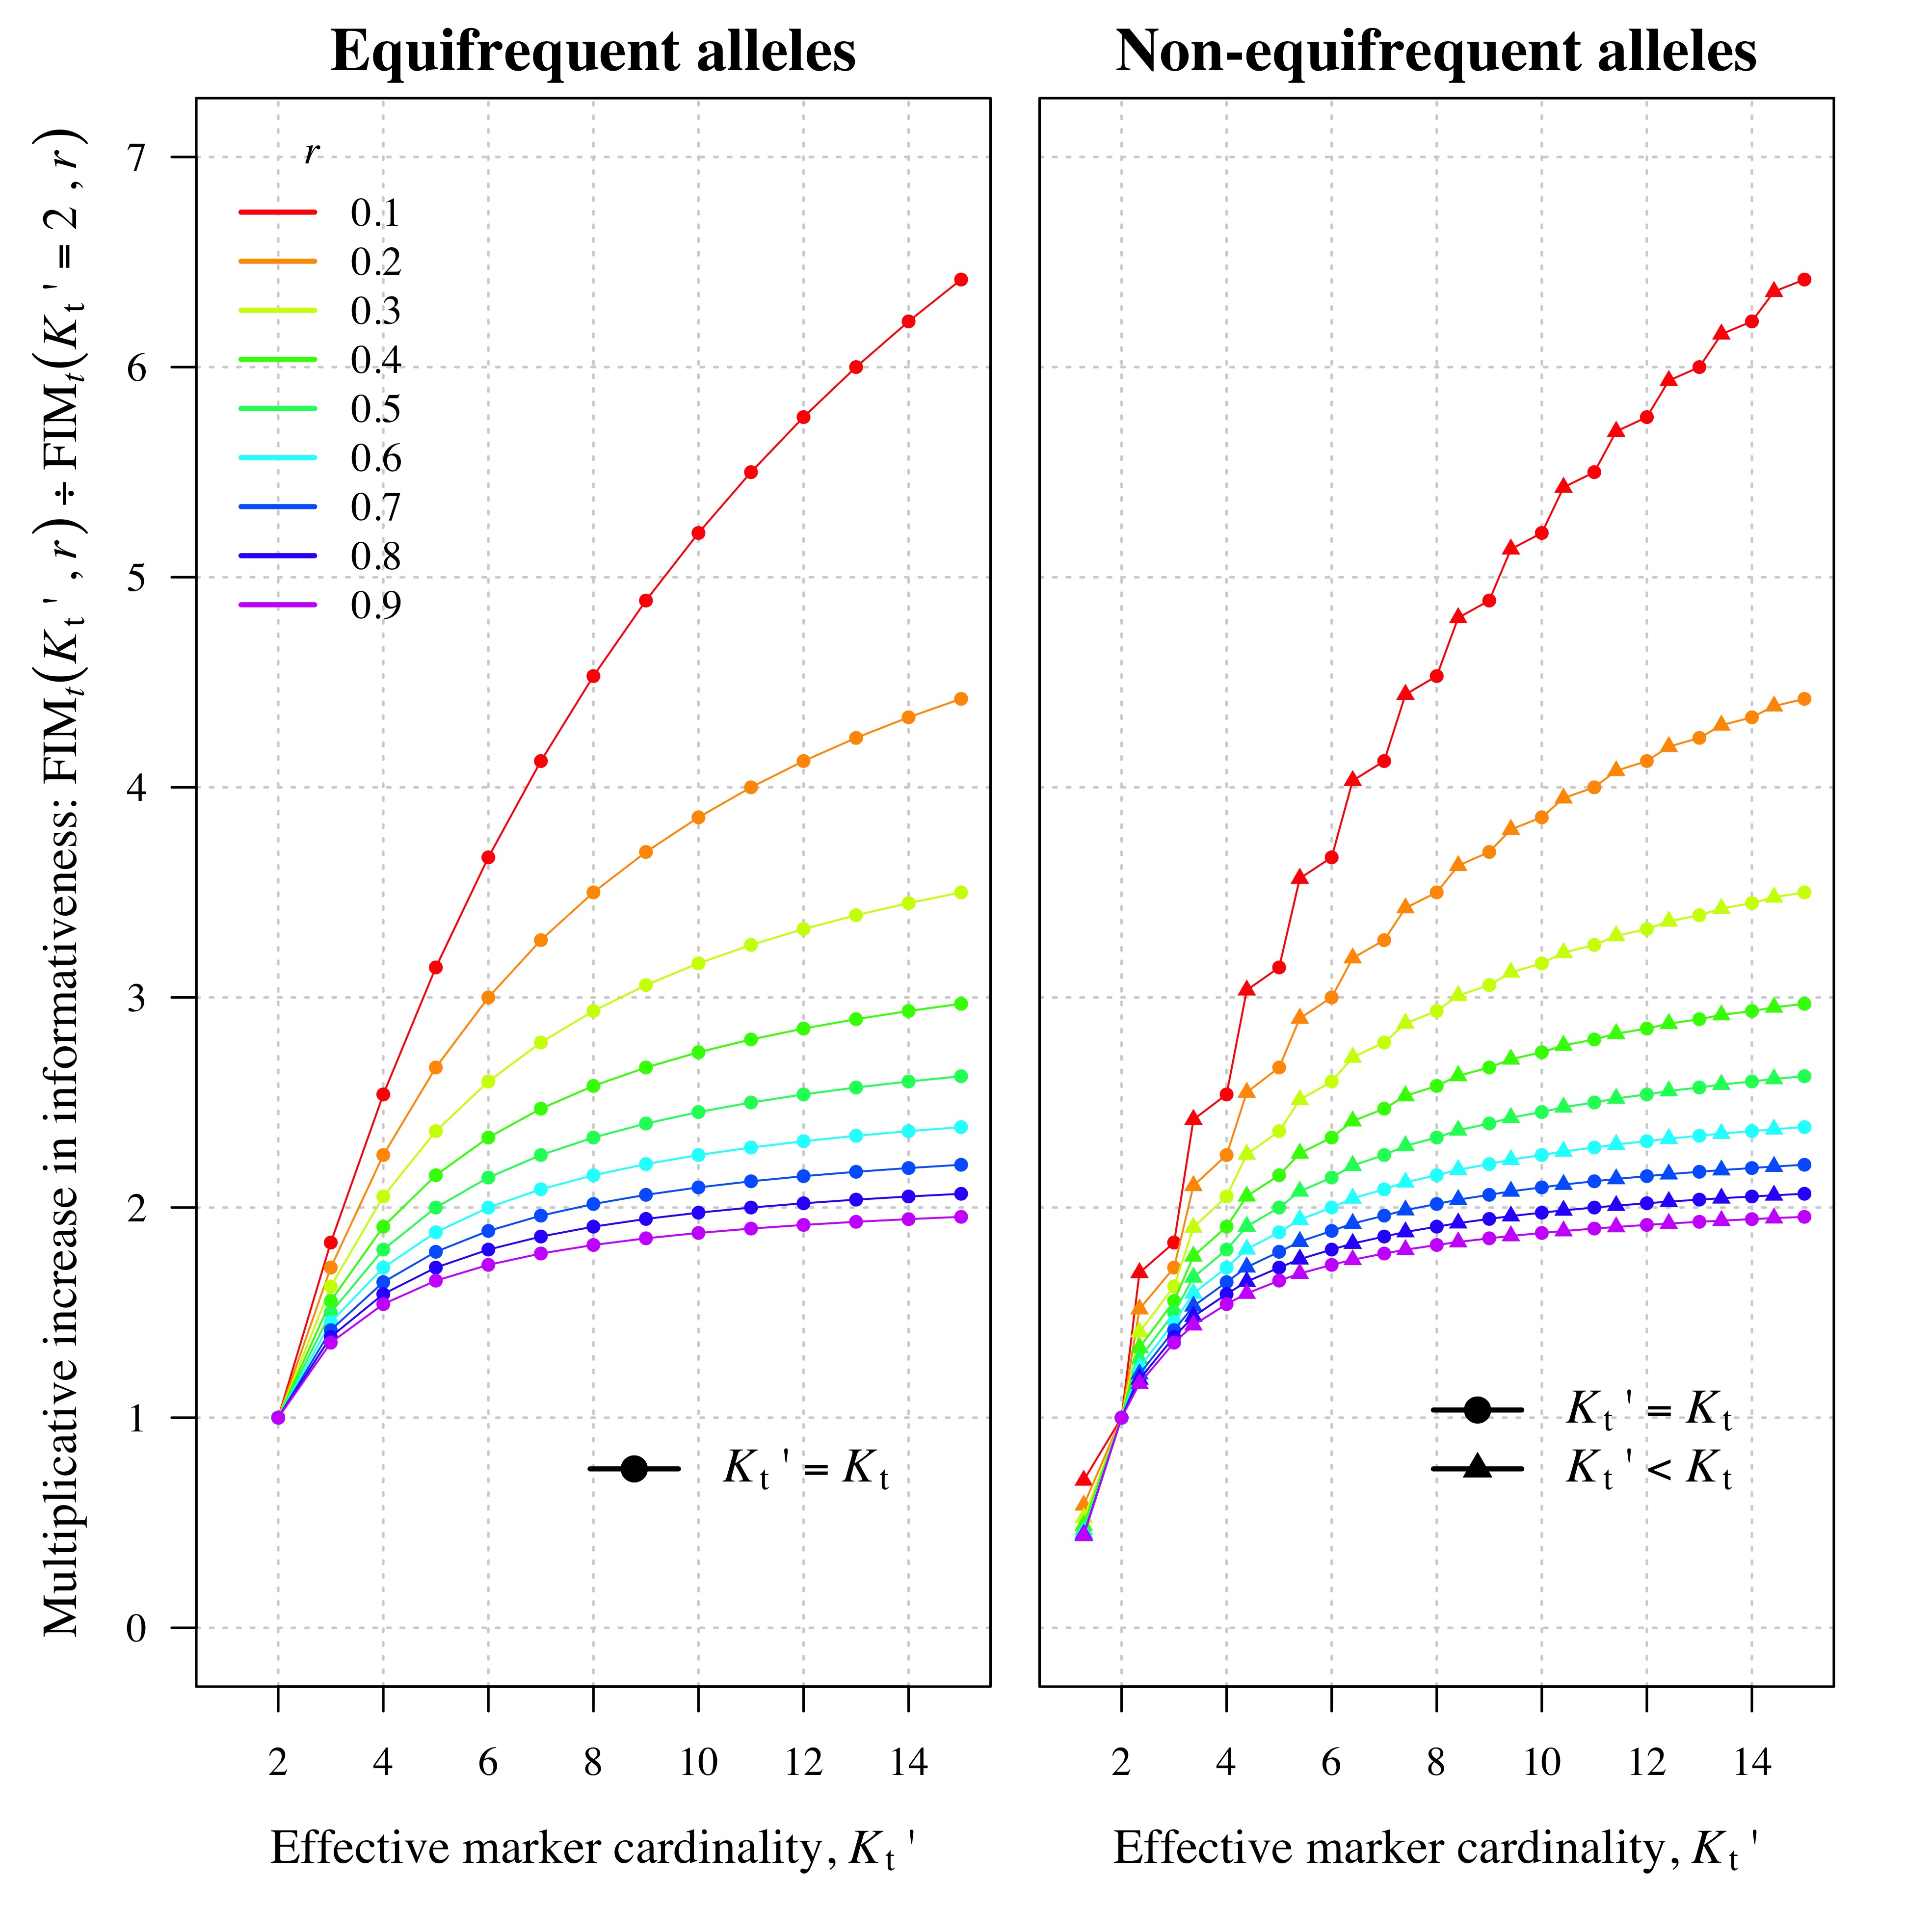 Equifrequent alleles
Non-equifrequent alleles
Multiplicative increase in informativeness: FIMt(Kt', r) ÷ FIMt(Kt' = 2, r)
7
6
5
4
3
2
1
0
r
0.1
0.2
0.3
0.4
0.5
0.6
0.7
0.8
0.9
Kt' = Kt
Kt' = Kt
Kt' < Kt
2 4 6 8 10 12 14
2 4 6 8 10 12 14
Effective marker cardinality, Kt'
Effective marker cardinality, Kt'